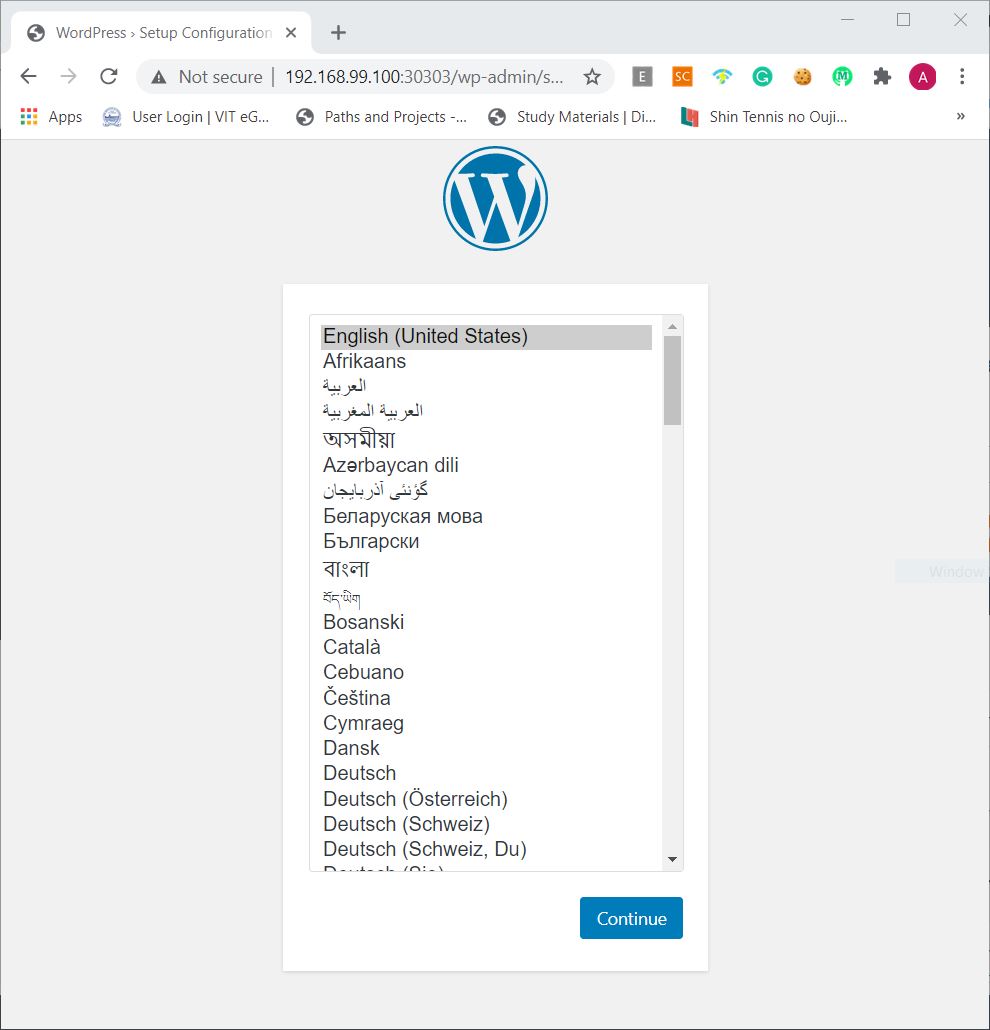 WordPress › Setup Configuration
Not secure | 192.168.99.100:30303/wp-admin/s...
E
SC
G
M
A
Apps
User Login | VIT eG...
Paths and Projects -...
Study Materials | Di...
Shin Tennis no Ouji...
»
W
English (United States)
Afrikaans
العربية
العربية المغربية
অসমীয়া
Azərbaycan dili
گؤنئی آذربایجان
Беларуская мова
Български
বাংলা
བོད་ཡིག
Bosanski
Català
Cebuano
Čeština
Cymraeg
Dansk
Deutsch
Deutsch (Österreich)
Deutsch (Schweiz)
Deutsch (Schweiz, Du)
Deutsch (Sie)
Window
Continue